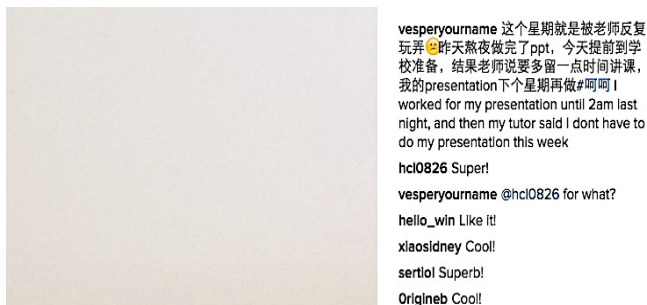 vesperyourname 这个星期就是被老师反复
玩弄😕昨天熬夜做完了ppt，今天提前到学
校准备，结果老师说要多留一点时间讲课，
我的presentation下个星期再做#呵呵 I
worked for my presentation until 2am last
night, and then my tutor said I dont have to
do my presentation this week
hcl0826 Super!
vesperyourname @hcl0826 for what?
hello_win Like it!
xiaosidney Cool!
sertiol Superb!
0rigineb Cool!